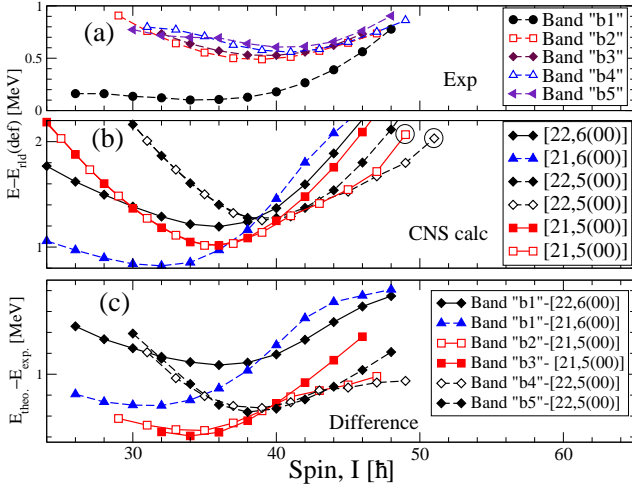 1
0.5
0
(a)
Exp
Band "b1"
Band "b2"
Band "b3"
Band "b4"
Band "b5"
E−E_rld(def) [MeV]
2
1
(b)
CNS calc
[22,6(00)]
[21,6(00)]
[22,5(00)]
[22,5(00)]
[21,5(00)]
[21,5(00)]
E_theo.−E_exp. [MeV]
1
(c)
Difference
Band "b1"-[22,6(00)]
Band "b1"-[21,6(00)]
Band "b2"-[21,5(00)]
Band "b3"- [21,5(00)]
Band "b4"-[22,5(00)]
Band "b5"-[22,5(00)]
30 40 50 60
Spin, I [ħ]